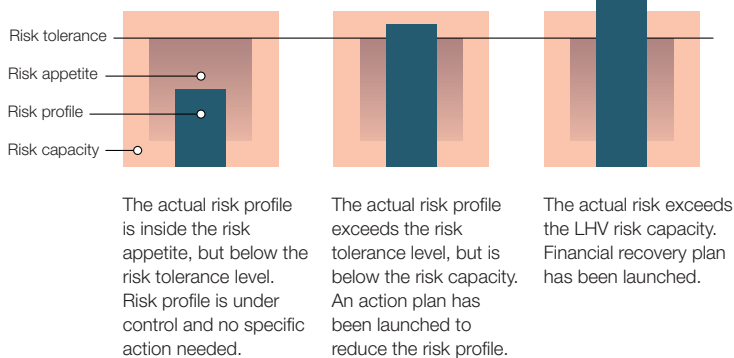 Risk tolerance
Risk appetite
Risk profile
Risk capacity
The actual risk profile
is inside the risk
appetite, but below the
risk tolerance level.
Risk profile is under
control and no specific
action needed.
The actual risk profile
exceeds the risk
tolerance level, but is
below the risk capacity.
An action plan has
been launched to
reduce the risk profile.
The actual risk exceeds
the LHV risk capacity.
Financial recovery plan
has been launched.